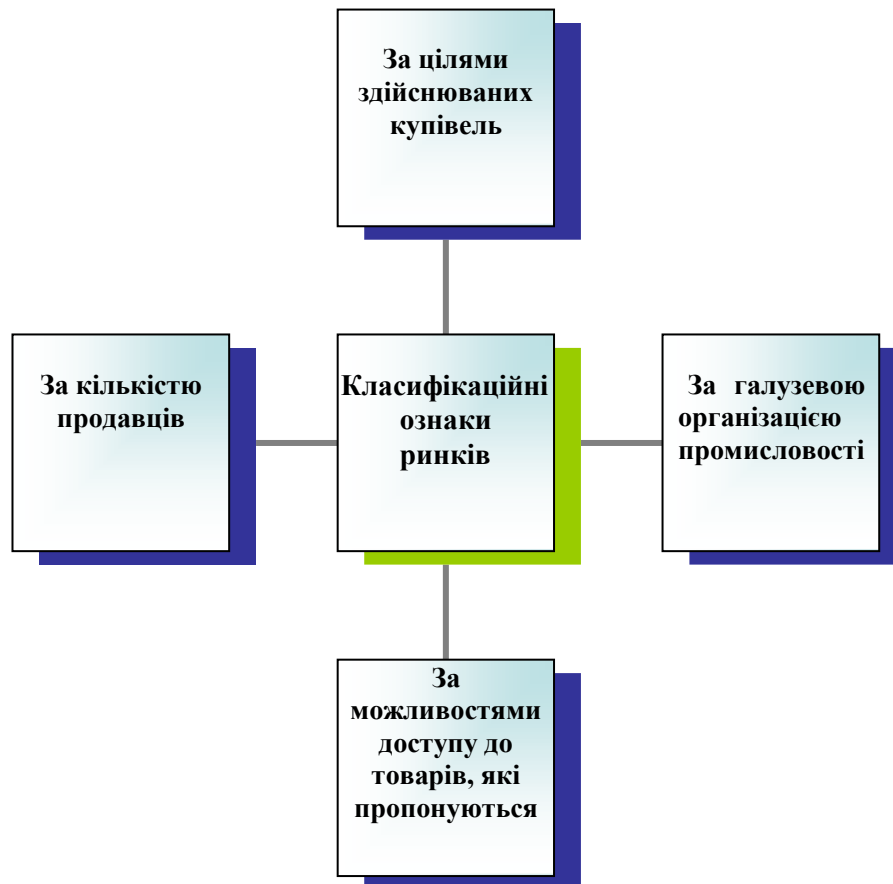 За цілями
здійснюваних
купівель
За кількістю
продавців
Класифікаційні
ознаки
ринків
За галузевою
організацією
промисловості
За
можливостями
доступу до
товарів, які
пропонуються